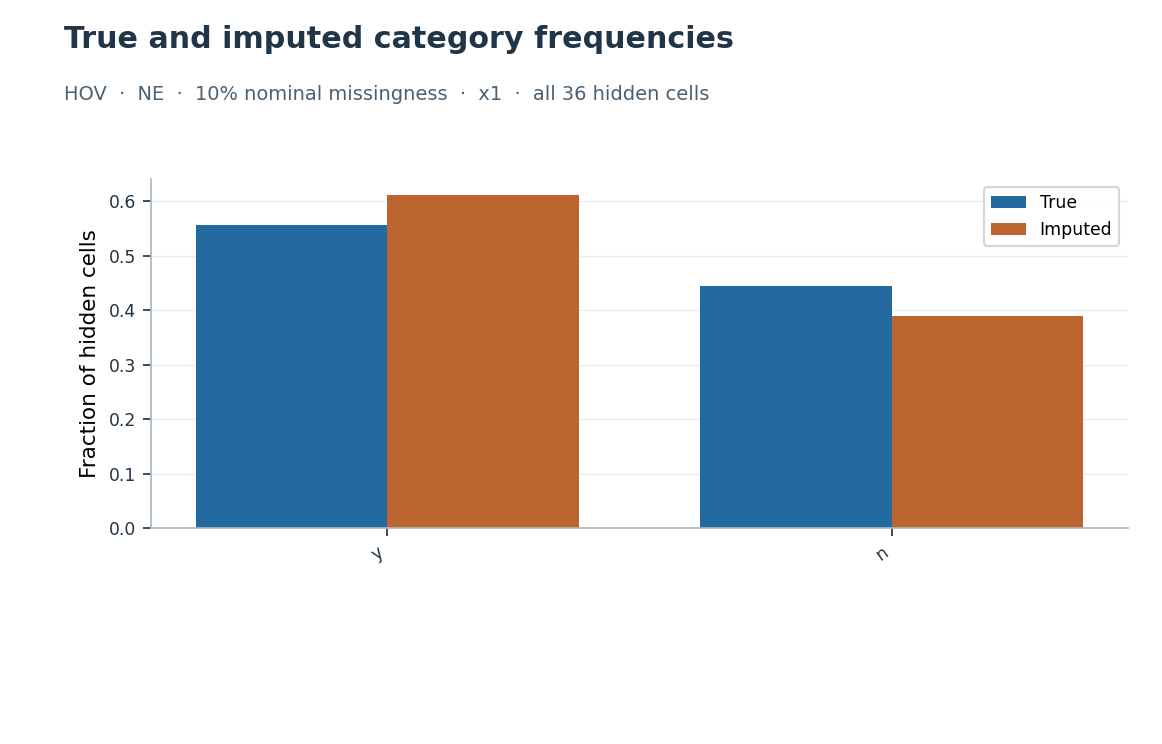 True and imputed category frequencies
HOV · NE · 10% nominal missingness · x1 · all 36 hidden cells
Fraction of hidden cells
0.6
0.5
0.4
0.3
0.2
0.1
0.0
True
Imputed
y
n